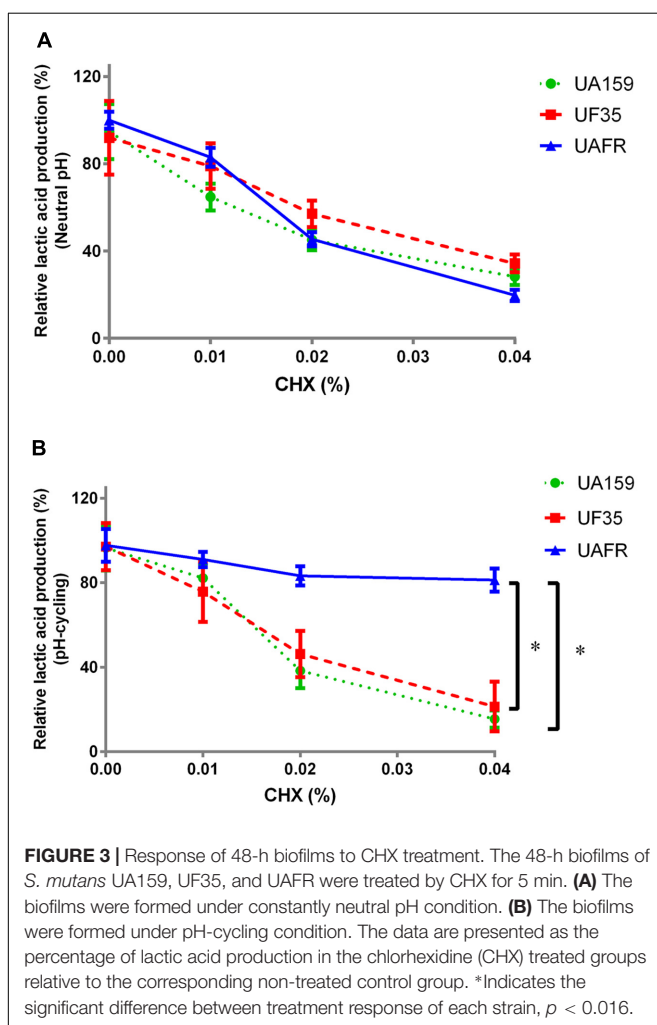 A
Relative lactic acid production (%)
(Neutral pH)
120
80
40
0
0.00 0.01 0.02 0.03 0.04
CHX (%)
UA159
UF35
UAFR
B
Relative lactic acid production (%)
(pH-cycling)
120
80
40
0
0.00 0.01 0.02 0.03 0.04
CHX (%)
UA159
UF35
UAFR
* *
FIGURE 3 | Response of 48-h biofilms to CHX treatment. The 48-h biofilms of
S. mutans UA159, UF35, and UAFR were treated by CHX for 5 min. (A) The
biofilms were formed under constantly neutral pH condition. (B) The biofilms
were formed under pH-cycling condition. The data are presented as the
percentage of lactic acid production in the chlorhexidine (CHX) treated groups
relative to the corresponding non-treated control group. *Indicates the
significant difference between treatment response of each strain, p < 0.016.